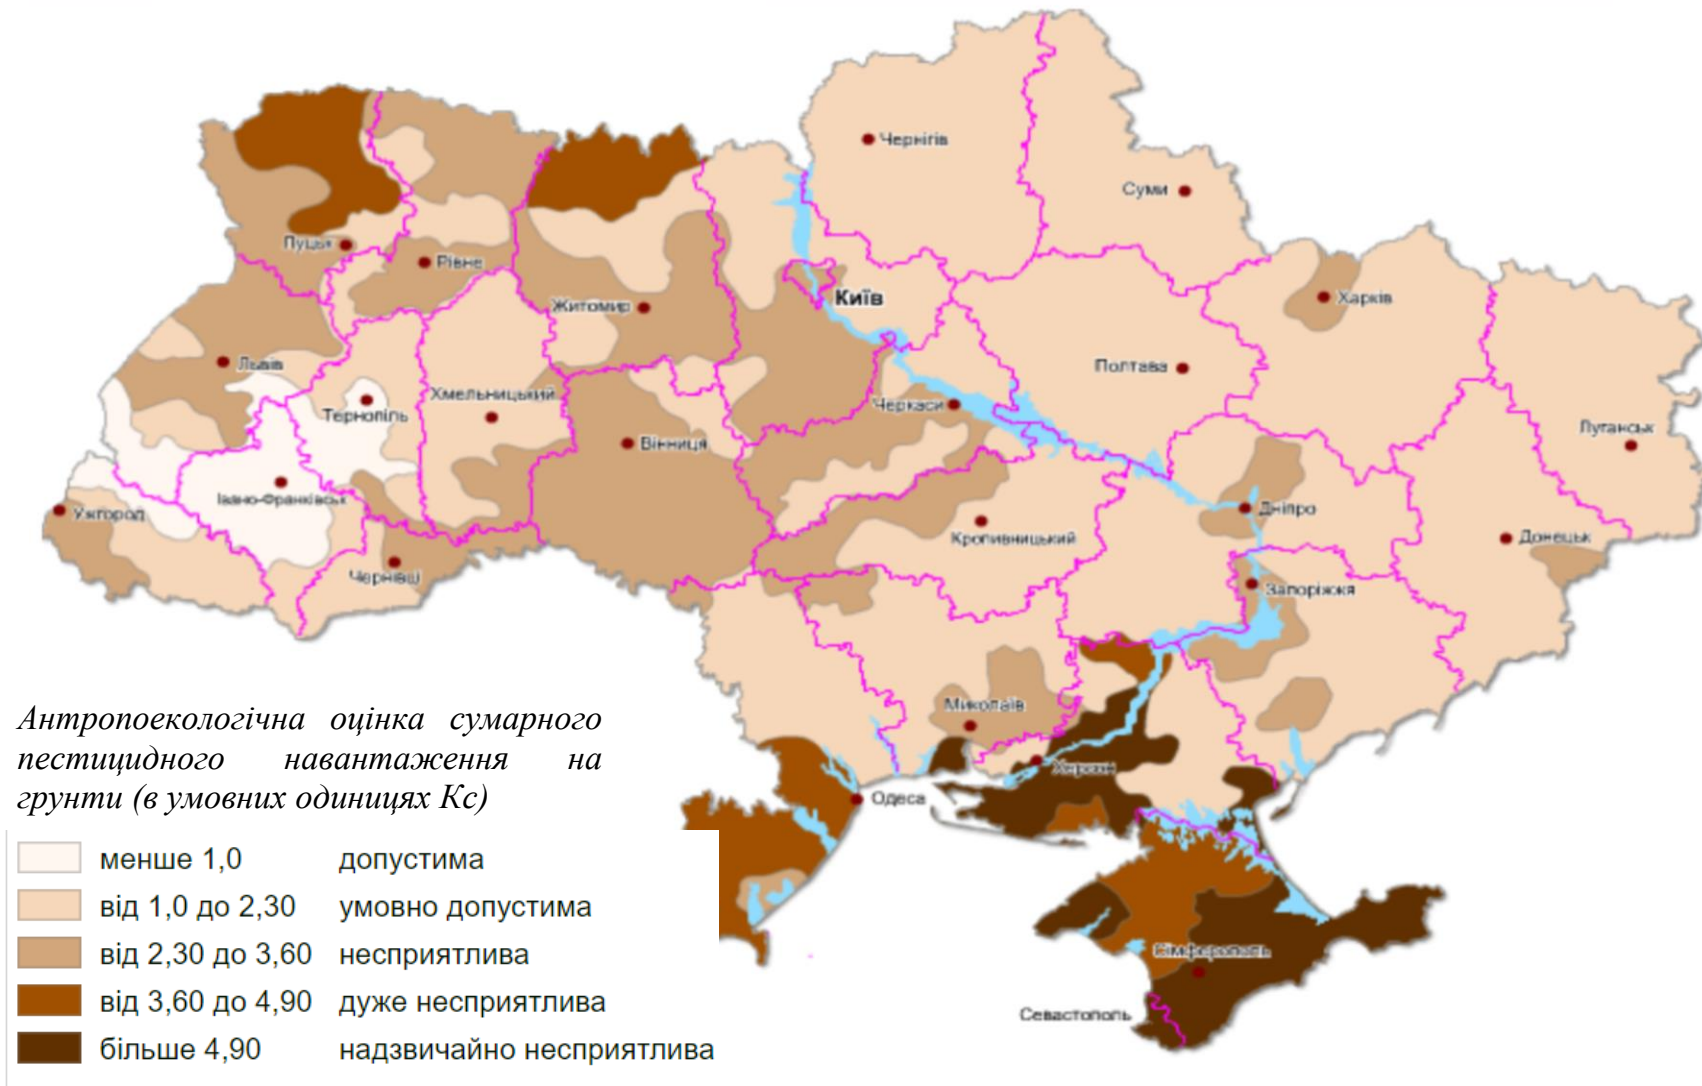 Чернігів
Суми
Луцьк
Рівне
Київ
Житомир
Харків
Львів
Полтава
Хмельницький
Тернопіль
Черкаси
Вінниця
Луганськ
Івано-Франківськ
Ужгород
Дніпро
Кропивницький
Донецьк
Чернівці
Запоріжжя
Миколаїв
Херсон
Одеса
Сімферополь
Севастополь
Антропоекологічна оцінка сумарного
пестицидного навантаження на
ґрунти (в умовних одиницях Кс)
менше 1,0 допустима
від 1,0 до 2,30 умовно допустима
від 2,30 до 3,60 несприятлива
від 3,60 до 4,90 дуже несприятлива
більше 4,90 надзвичайно несприятлива